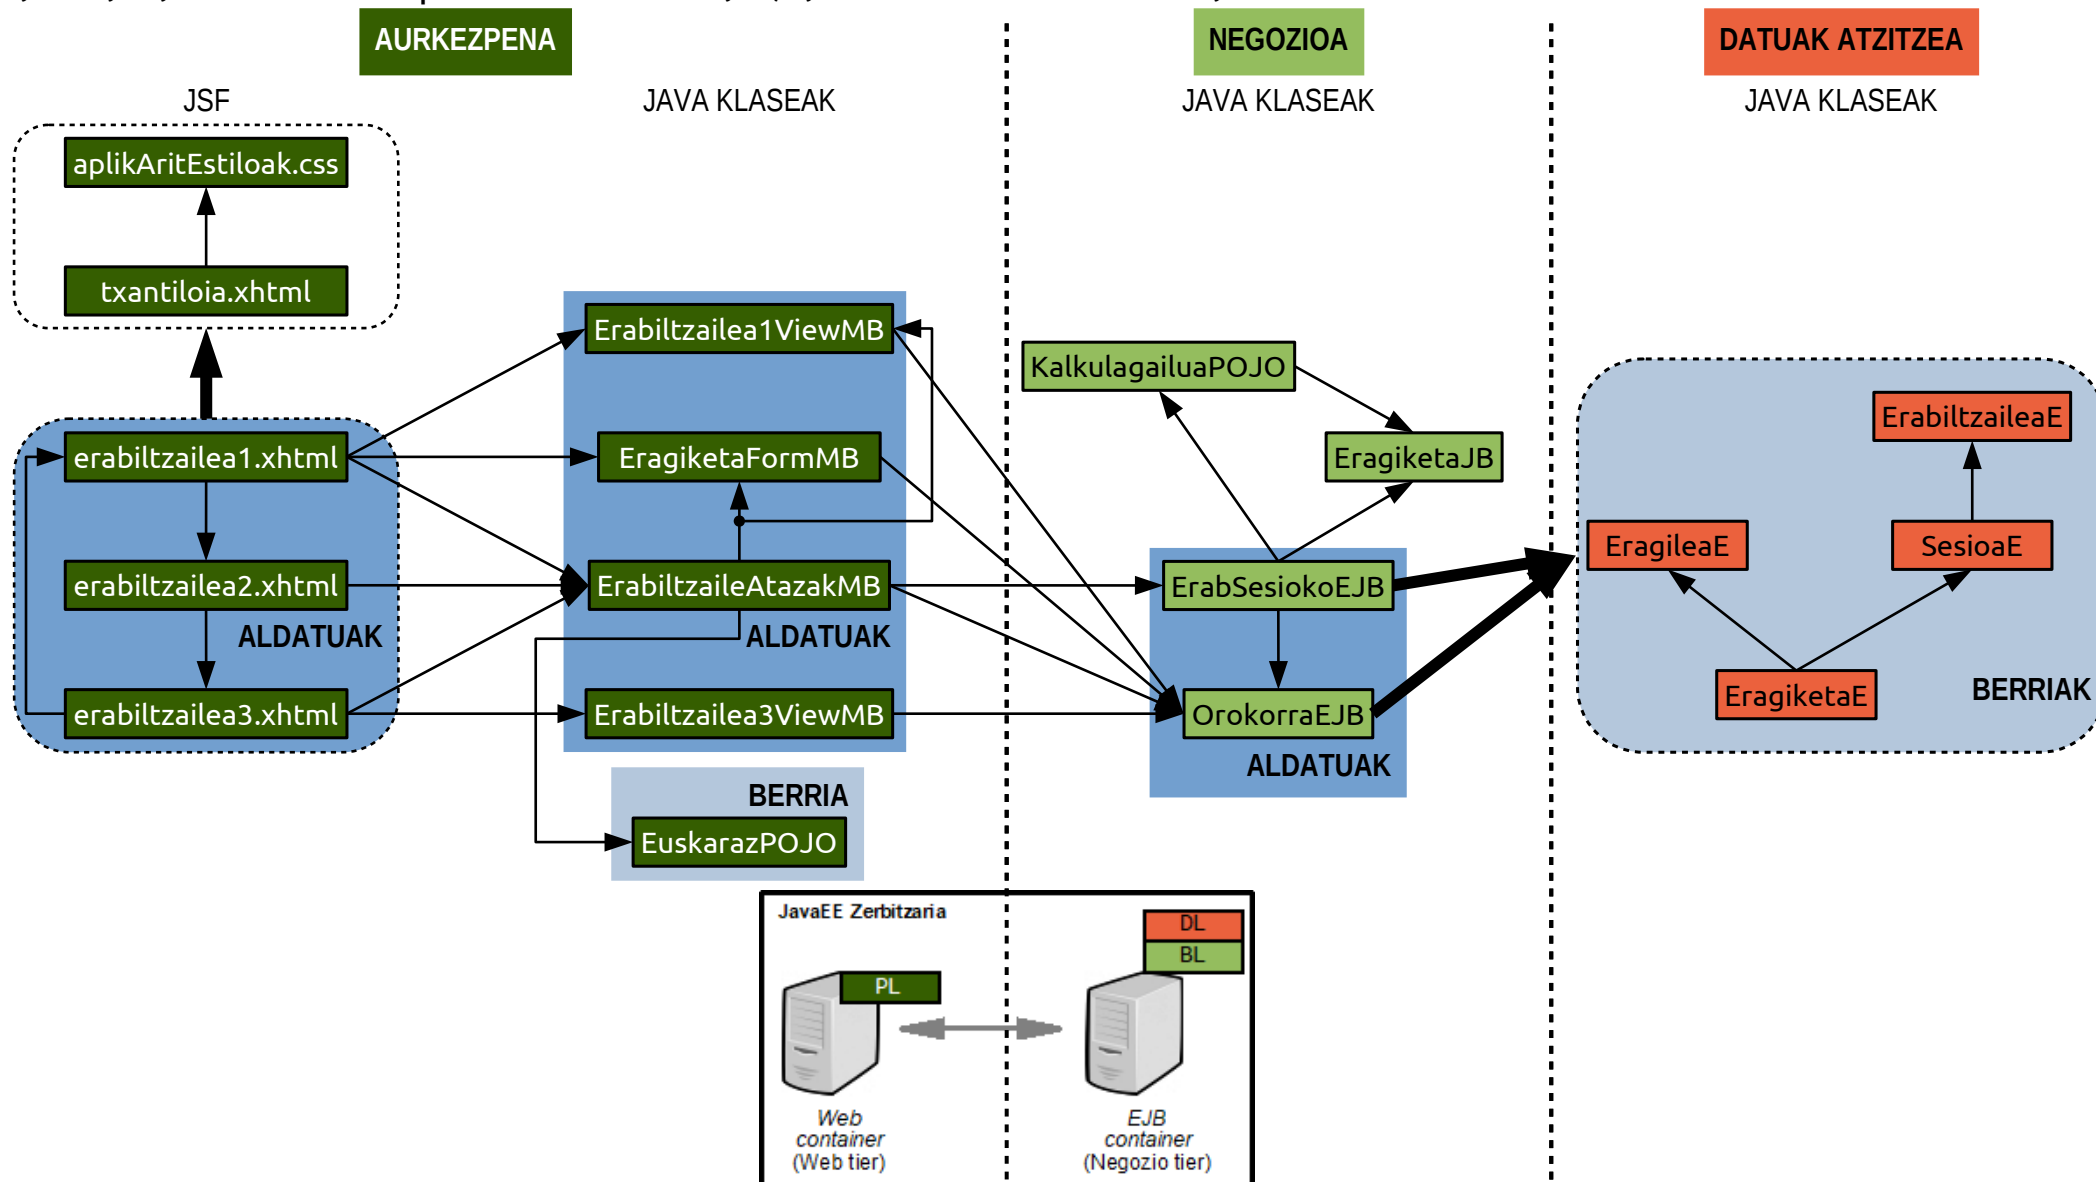 AURKEZPENA
NEGOZIOA
DATUAK ATZITZEA
JSF
JAVA KLASEAK
JAVA KLASEAK
JAVA KLASEAK
aplikAritEstiloak.css
txantiloia.xhtml
erabiltzailea1.xhtml
erabiltzailea2.xhtml
ALDATUAK
erabiltzailea3.xhtml
Erabiltzailea1ViewMB
EragiketaFormMB
ErabiltzaileAtazakMB
ALDATUAK
Erabiltzailea3ViewMB
BERRIA
EuskarazPOJO
KalkulagailuaPOJO
EragiketaJB
ErabSesiokoEJB
OrokorraEJB
ALDATUAK
ErabiltzaileaE
EragileaE
SesioaE
EragiketaE
BERRIAK
JavaEE Zerbitzaria
PL
Web
container
(Web tier)
DL
BL
EJB
container
(Negozio tier)